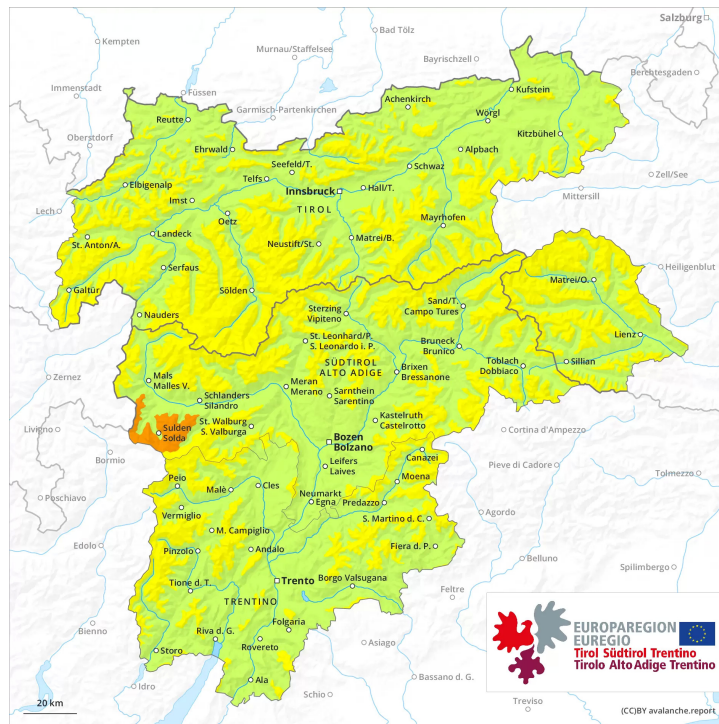 Salzburg
Kempten
Bad Tölz
Murnau/Staffelsee
Bayrischzell
Berchtesgaden
Immenstadt
Füssen
Garmisch-Partenkirchen
Oberstdorf
Kufstein
Achenkirch
Wörgl
Reutte
Kitzbühel
Ehrwald
Seefeld/T.
Alpbach
Telfs
Schwaz
Zell/See
Elbigenalp
Innsbruck
Hall/T.
Mittersill
Imst
TIROL
Lech
Oetz
Mayrhofen
Landeck
Matrei/B.
St. Anton/A.
Neustift/St.
Serfaus
Heiligenblut
Matrei/O.
Galtür
Sölden
Sand/T.
Campo Tures
Nauders
Sterzing
Vipiteno
Lienz
St. Leonhard/P.
S. Leonardo i. P.
Bruneck
Brunico
Sillian
SÜDTIROL
ALTO ADIGE
Toblach
Dobbiaco
Zernez
Mals
Malles V.
Brixen
Bressanone
Meran
Merano
Schlanders
Silandro
Sarnthein
Sarentino
Livigno
St. Walburg
S. Valburga
Kastelruth
Castelrotto
Sulden
Solda
Cortina d'Ampezzo
Bozen
Bolzano
Bormio
Canazei
Pieve di Cadore
Leifers
Laives
Tolmezzo
Peio
Moena
Malè
Cles
Neumarkt
Egna
Predazzo
Poschiavo
Vermiglio
Agordo
S. Martino d. C.
M. Campiglio
Edolo
Pinzolo
Andalo
Fiera d. P.
Belluno
Spilimbergo
Tione d. T.
Trento
Borgo Valsugana
Feltre
TRENTINO
Bienno
Folgaria
Riva d. G.
Storo
Rovereto
Asiago
Idro
Ala
Bassano d. G.
Schio
Treviso
EUROPAREGION
EUREGIO
Tirol Südtirol Trentino
Tirolo Alto Adige Trentino
20 km
(CC)BY avalanche.report